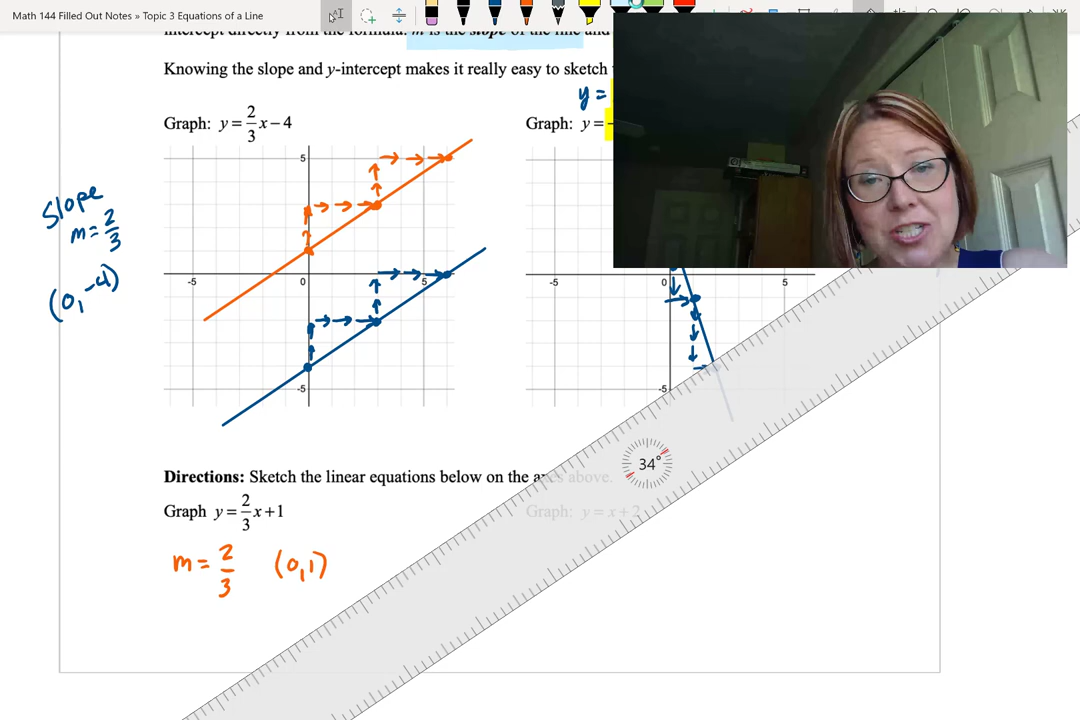 Math 144 Filled Out Notes » Topic 3 Equations of a Line
intercept directly from the formula. m is the slope of the line and
Knowing the slope and y-intercept makes it really easy to sketch
y =
Graph: y = 2/3 x − 4
Graph: y = −
5
Slope
m = 2/3
(0, -4)
-5 0 5
-5 0 5
-5
-5
34°
Directions: Sketch the linear equations below on the axes above.
Graph y = 2/3 x + 1
Graph: y = x + 2
m = 2/3 (0, 1)